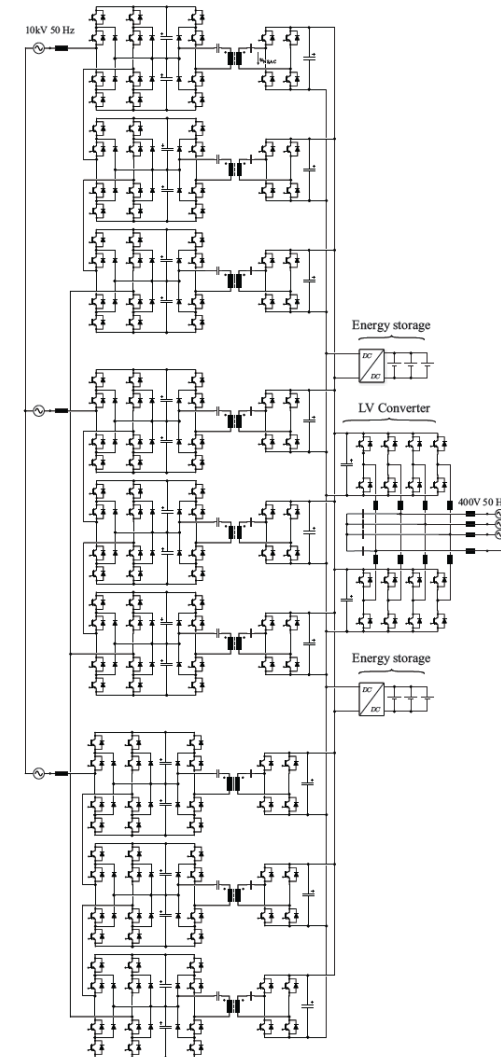 10kV 50 Hz
Energy storage
DC
DC
LV Converter
400V 50 H
Energy storage
DC
DC